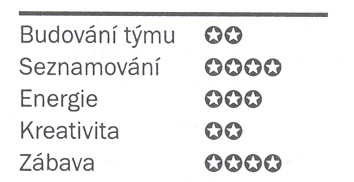 Budování týmu ✪✪
Seznamování ✪✪✪✪
Energie ✪✪✪
Kreativita ✪✪
Zábava ✪✪✪✪